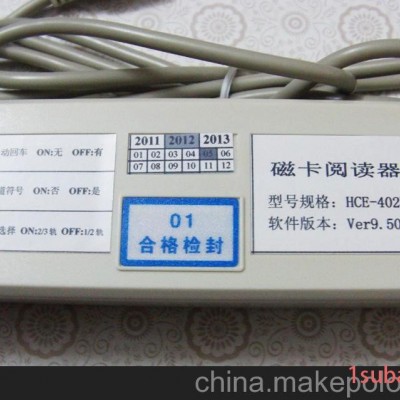 动回车 ON:无 OFF:有
符号 ON:否 OFF:是
选择 ON:2/3轨 OFF:1/2轨
2011 2012 2013
01 02 03 04 05 06
07 08 09 10 11 12
01
合格检封
磁卡阅读器
型号规格: HCE-402
软件版本: Ver9.50
1suba
china.makepolo